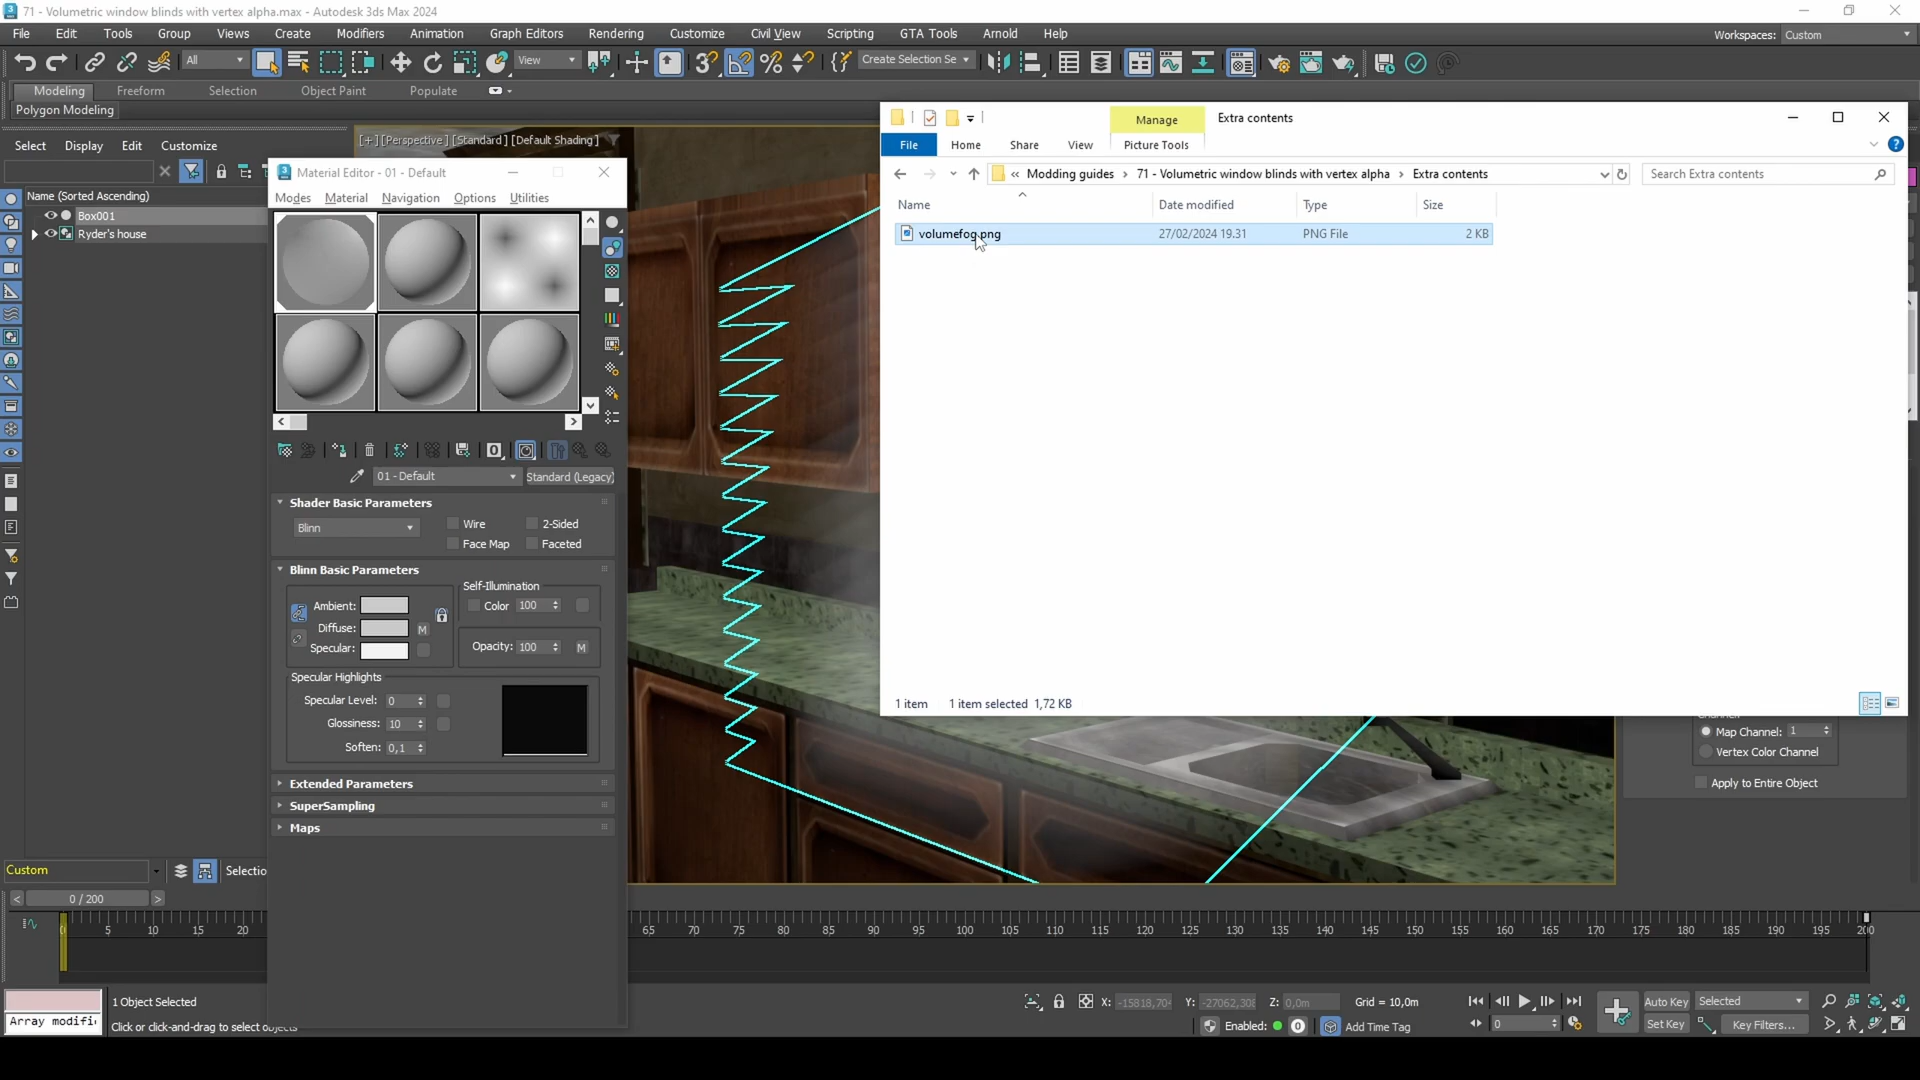 71 - Volumetric window blinds with vertex alpha.max - Autodesk 3ds Max 2024
File Edit Tools Group Views Create Modifiers Animation Graph Editors Rendering Customize Civil View Scripting GTA Tools Arnold Help
Workspaces: Custom
All View Create Selection Se
Modeling Freeform Selection Object Paint Populate
Polygon Modeling
Select Display Edit Customize
[+] [Perspective] [Standard] [Default Shading]
Name (Sorted Ascending)
Box001
Ryder's house
Material Editor - 01 - Default
Modes Material Navigation Options Utilities
01 - Default Standard (Legacy)
Shader Basic Parameters
Blinn
Wire 2-Sided
Face Map Faceted
Blinn Basic Parameters
Self-Illumination
Ambient: Color 100
Diffuse: M
Specular: Opacity: 100 M
Specular Highlights
Specular Level: 0
Glossiness: 10
Soften: 0,1
Extended Parameters
SuperSampling
Maps
Manage Extra contents
File Home Share View Picture Tools
« Modding guides › 71 - Volumetric window blinds with vertex alpha › Extra contents
Search Extra contents
Name Date modified Type Size
volumefog.png 27/02/2024 19.31 PNG File 2 KB
1 item 1 item selected 1,72 KB
Map Channel: 1
Vertex Color Channel
Apply to Entire Object
Custom Selectio
< 0 / 200 >
0 5 10 15 20 65 70 75 80 85 90 95 100 105 110 115 120 125 130 135 140 145 150 155 160 165 170 175 180 185 190 195 200
1 Object Selected
X: -15818,70 Y: -27062,308 Z: 0,0m Grid = 10,0m
Auto Key Selected
Array modifi
Click or click-and-drag to select objects
Enabled: 0 Add Time Tag
0
Set Key Key Filters...